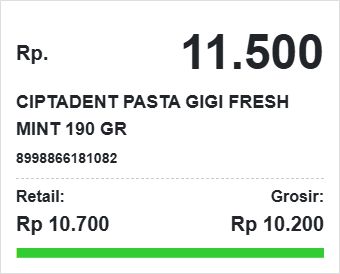 Rp. 11.500
CIPTADENT PASTA GIGI FRESH
MINT 190 GR
8998866181082
Retail: Grosir:
Rp 10.700 Rp 10.200